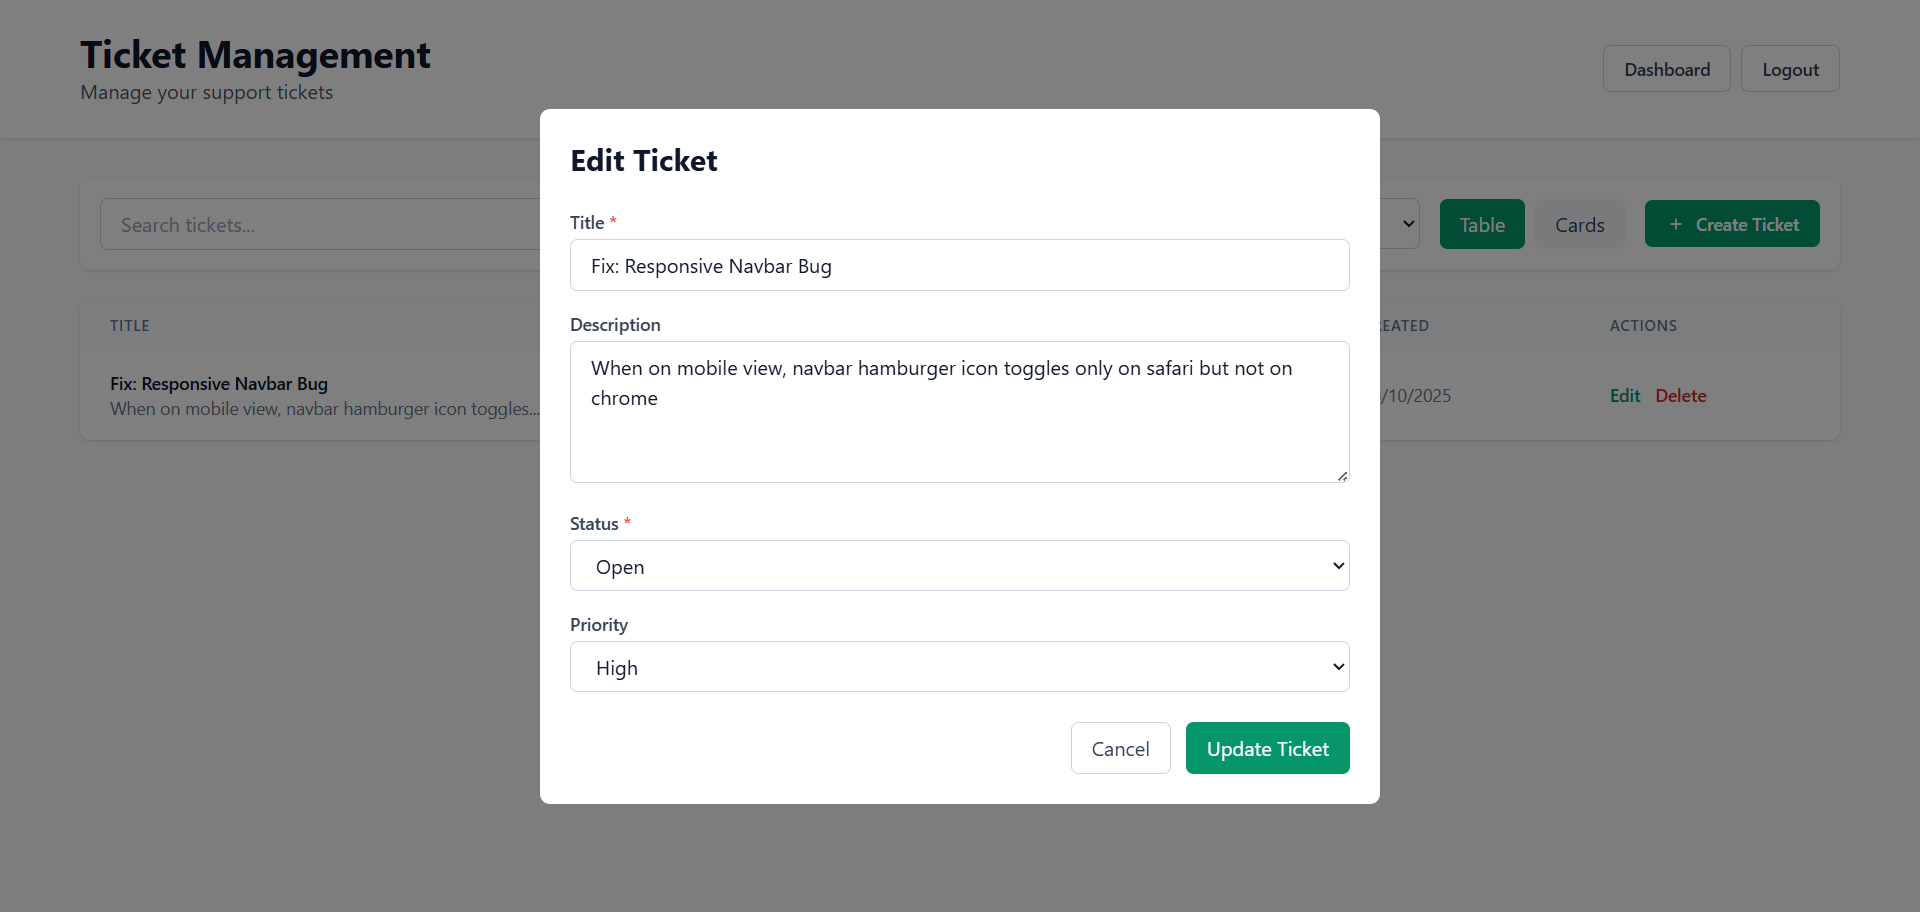 Ticket Management
Manage your support tickets
Dashboard
Logout
Search tickets...
Table
Cards
+ Create Ticket
TITLE
ACTIONS
Fix: Responsive Navbar Bug
When on mobile view, navbar hamburger icon toggles...
/10/2025
Edit
Delete
Edit Ticket
Title *
Fix: Responsive Navbar Bug
Description
When on mobile view, navbar hamburger icon toggles only on safari but not on
chrome
Status *
Open
Priority
High
Cancel
Update Ticket